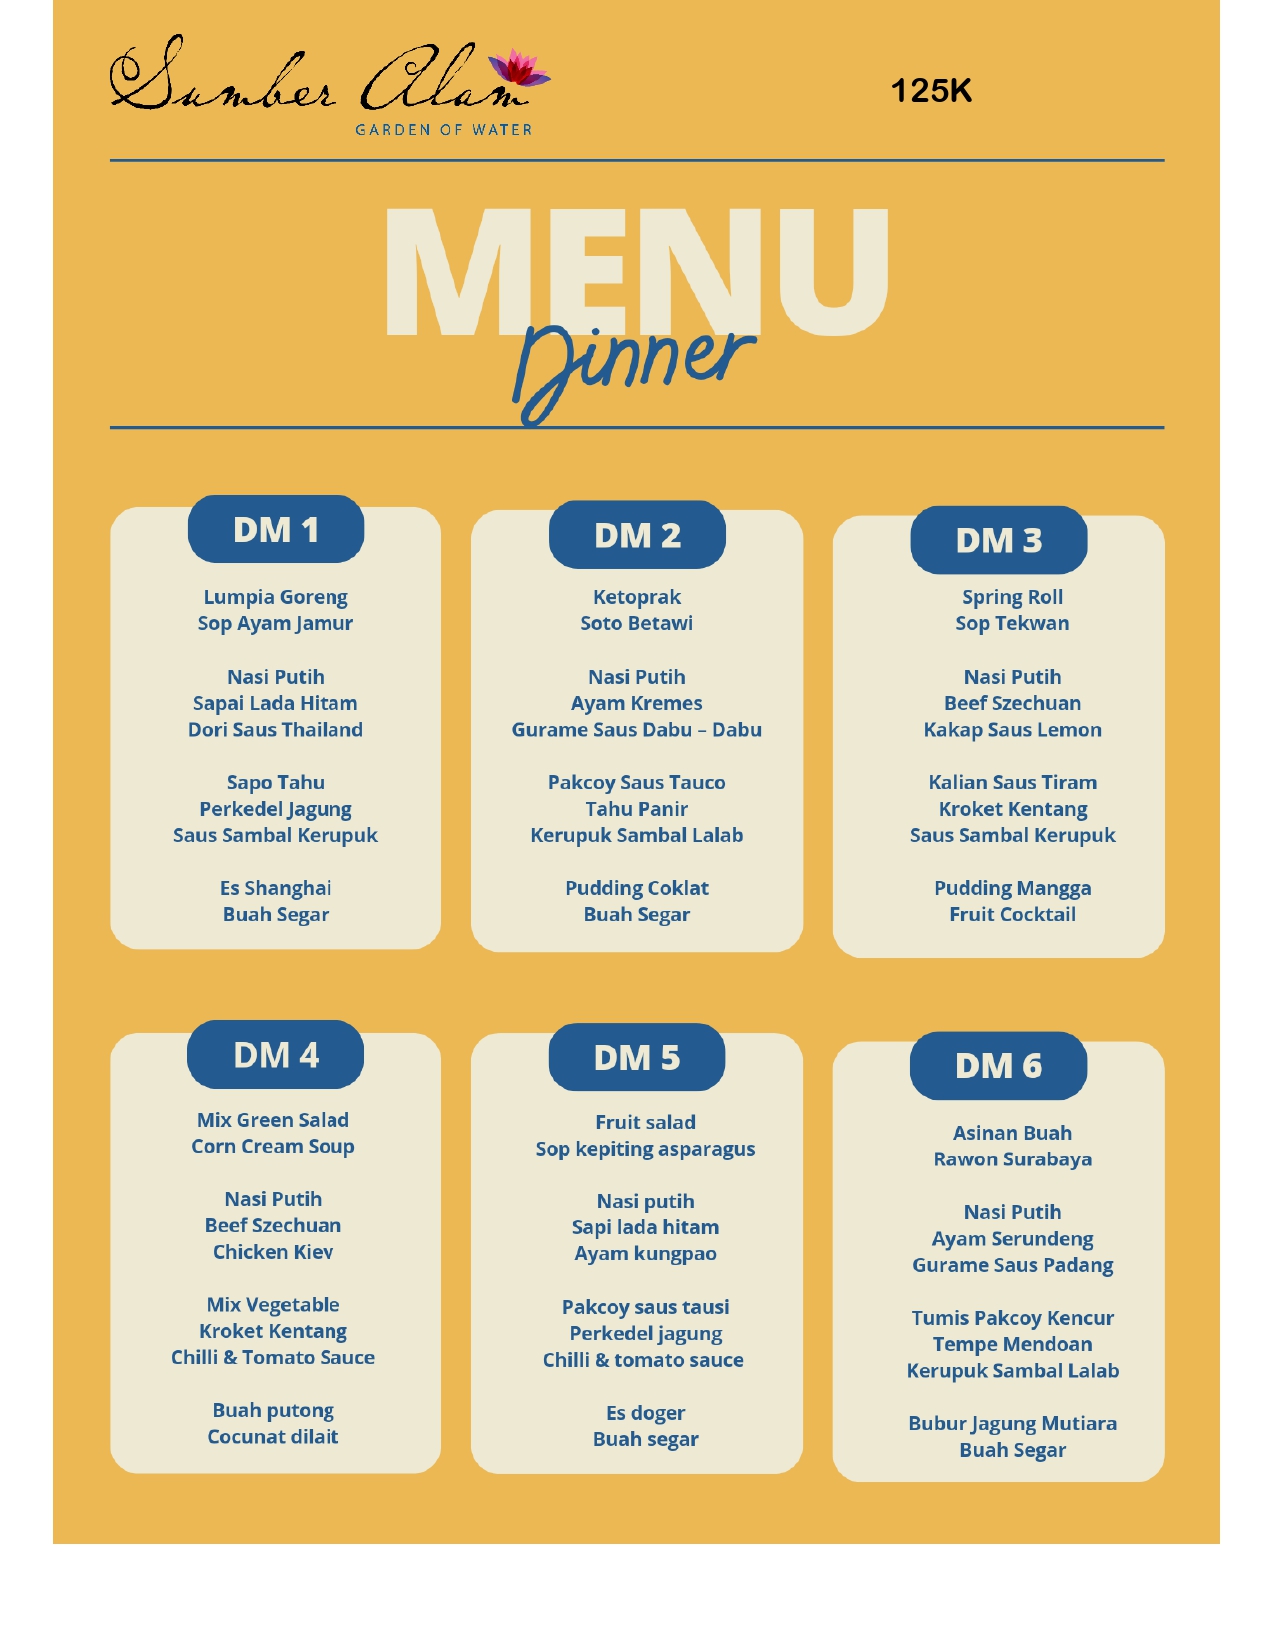 Sumber Alam
GARDEN OF WATER
125K
MENU
Dinner
DM 1
Lumpia Goreng
Sop Ayam Jamur
Nasi Putih
Sapai Lada Hitam
Dori Saus Thailand
Sapo Tahu
Perkedel Jagung
Saus Sambal Kerupuk
Es Shanghai
Buah Segar
DM 2
Ketoprak
Soto Betawi
Nasi Putih
Ayam Kremes
Gurame Saus Dabu – Dabu
Pakcoy Saus Tauco
Tahu Panir
Kerupuk Sambal Lalab
Pudding Coklat
Buah Segar
DM 3
Spring Roll
Sop Tekwan
Nasi Putih
Beef Szechuan
Kakap Saus Lemon
Kalian Saus Tiram
Kroket Kentang
Saus Sambal Kerupuk
Pudding Mangga
Fruit Cocktail
DM 4
Mix Green Salad
Corn Cream Soup
Nasi Putih
Beef Szechuan
Chicken Kiev
Mix Vegetable
Kroket Kentang
Chilli & Tomato Sauce
Buah putong
Cocunat dilait
DM 5
Fruit salad
Sop kepiting asparagus
Nasi putih
Sapi lada hitam
Ayam kungpao
Pakcoy saus tausi
Perkedel jagung
Chilli & tomato sauce
Es doger
Buah segar
DM 6
Asinan Buah
Rawon Surabaya
Nasi Putih
Ayam Serundeng
Gurame Saus Padang
Tumis Pakcoy Kencur
Tempe Mendoan
Kerupuk Sambal Lalab
Bubur Jagung Mutiara
Buah Segar